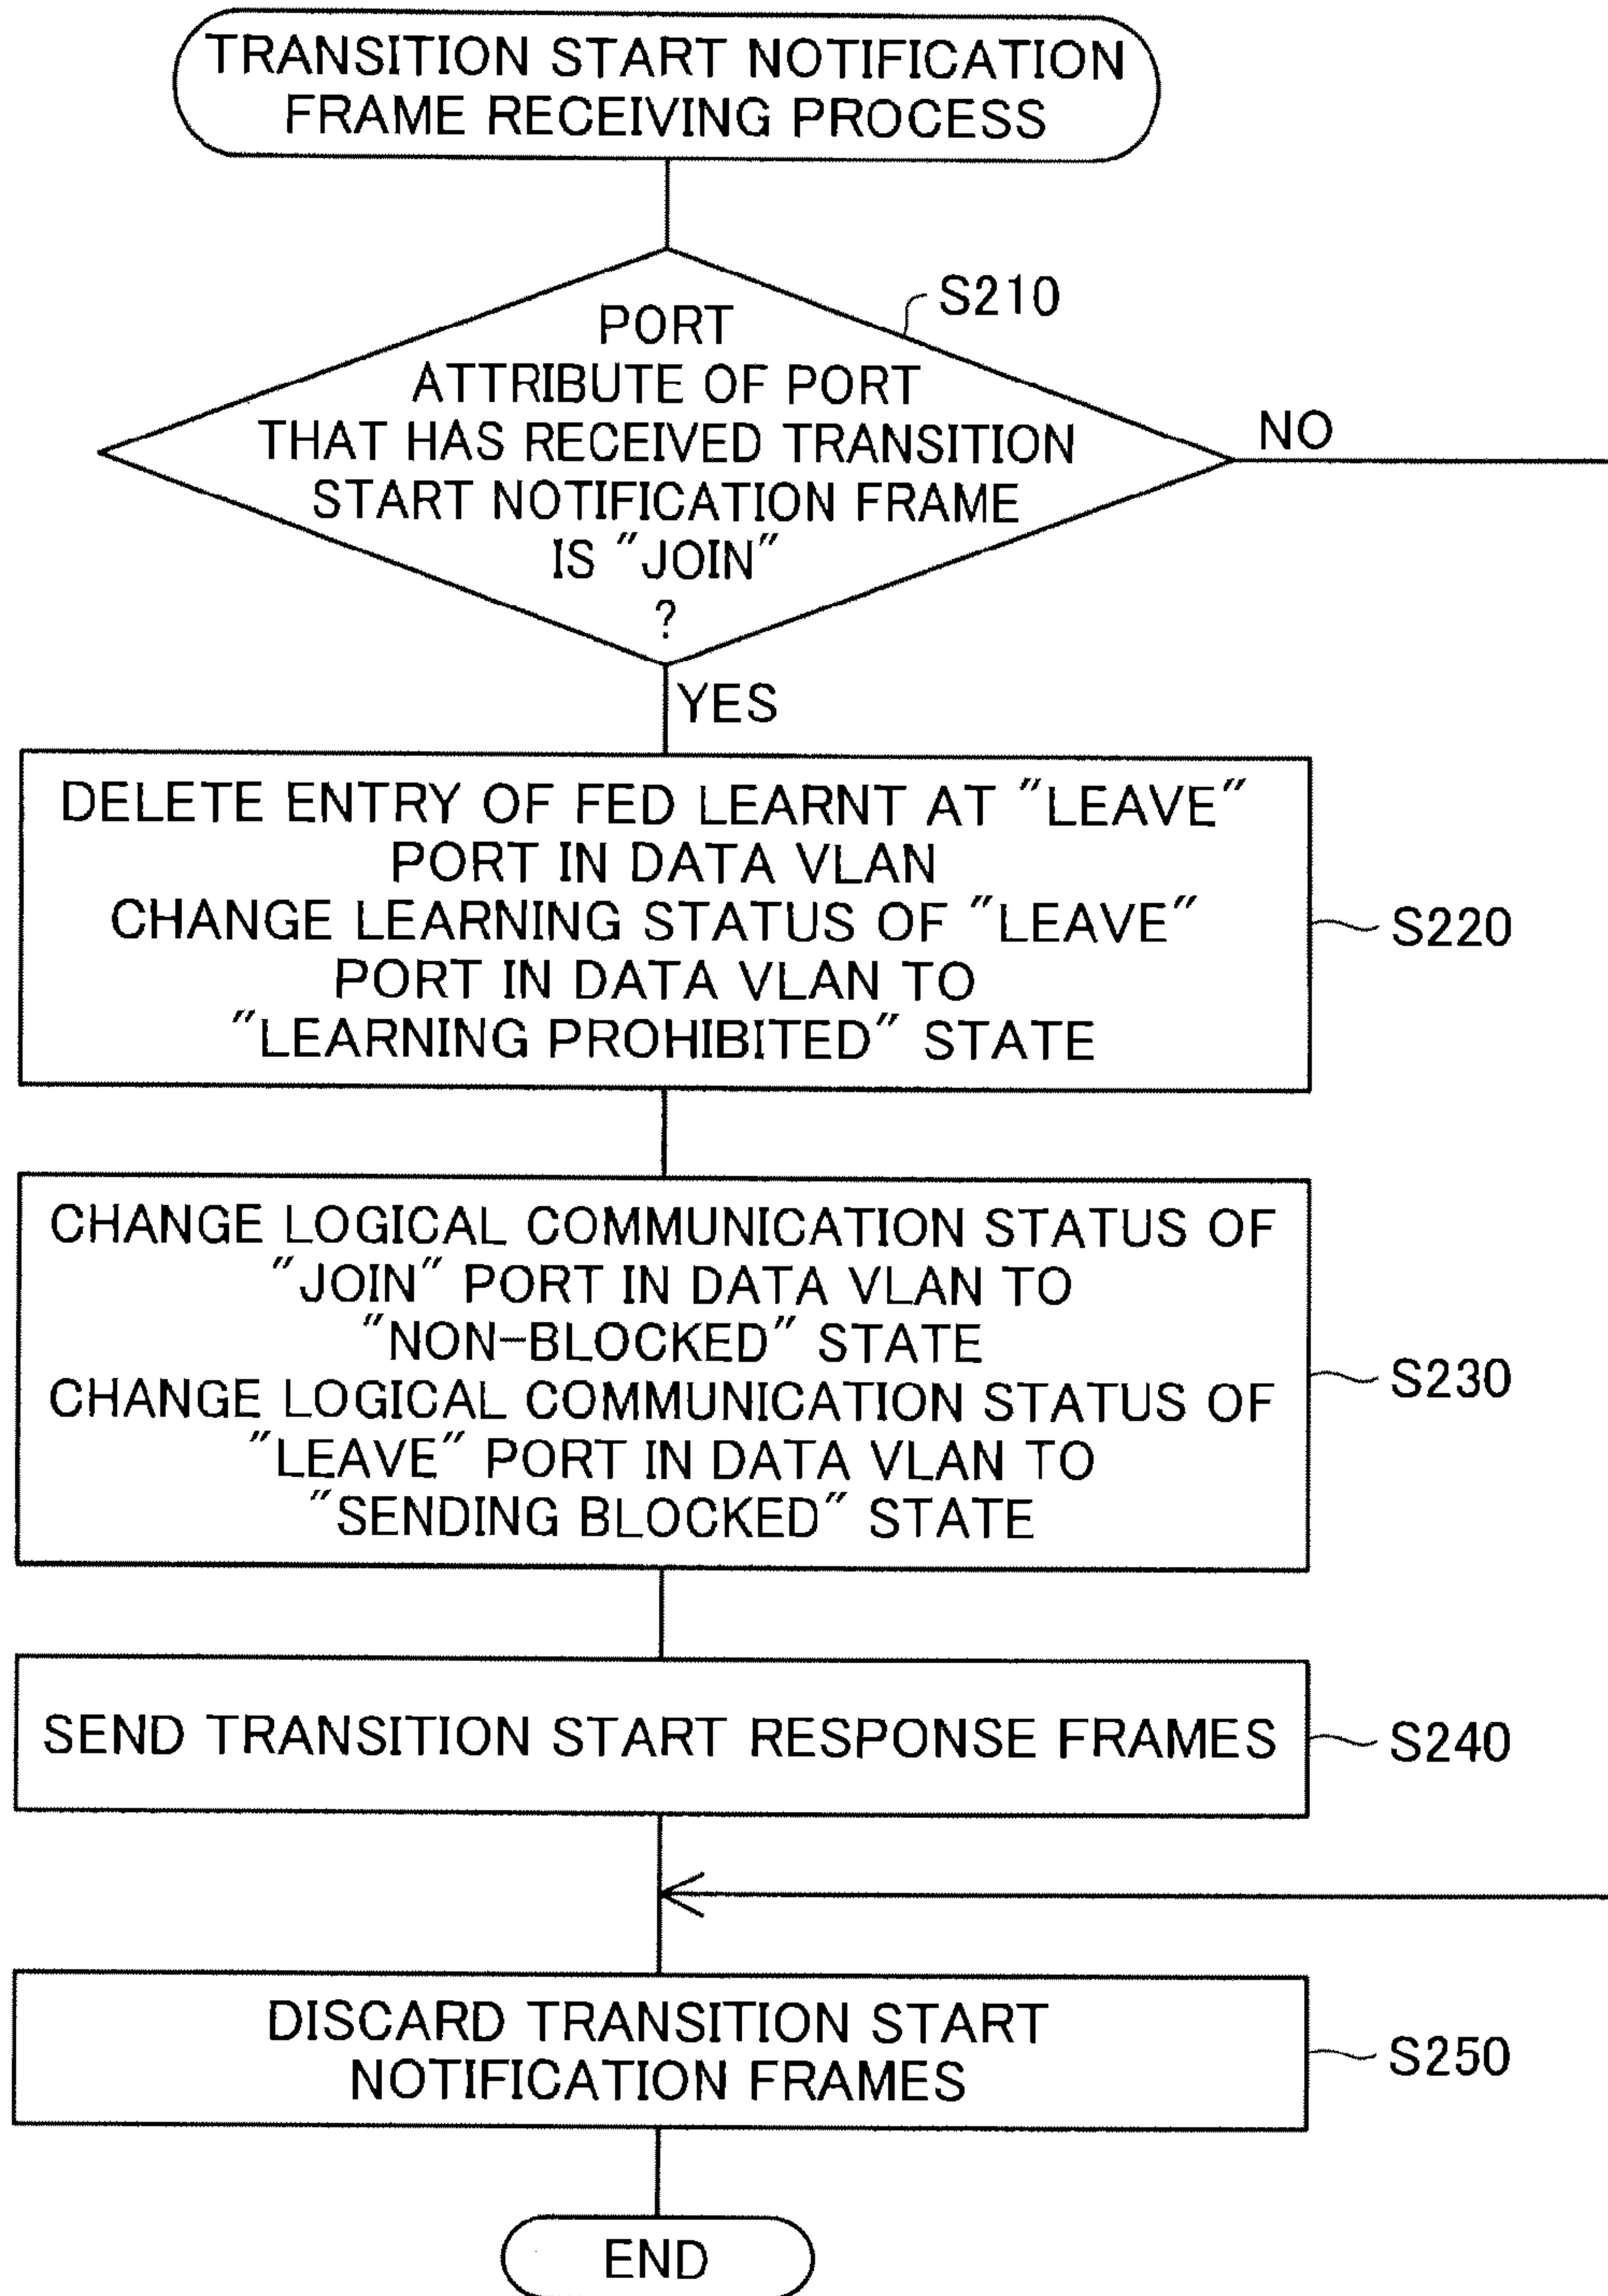 TRANSITION START NOTIFICATION
FRAME RECEIVING PROCESS
S210
PORT
ATTRIBUTE OF PORT
THAT HAS RECEIVED TRANSITION
START NOTIFICATION FRAME
IS "JOIN"
?
NO
YES
DELETE ENTRY OF FED LEARNT AT "LEAVE"
PORT IN DATA VLAN
CHANGE LEARNING STATUS OF "LEAVE"
PORT IN DATA VLAN TO
"LEARNING PROHIBITED" STATE
S220
CHANGE LOGICAL COMMUNICATION STATUS OF
"JOIN" PORT IN DATA VLAN TO
"NON-BLOCKED" STATE
CHANGE LOGICAL COMMUNICATION STATUS OF
"LEAVE" PORT IN DATA VLAN TO
"SENDING BLOCKED" STATE
S230
SEND TRANSITION START RESPONSE FRAMES
S240
DISCARD TRANSITION START
NOTIFICATION FRAMES
S250
END